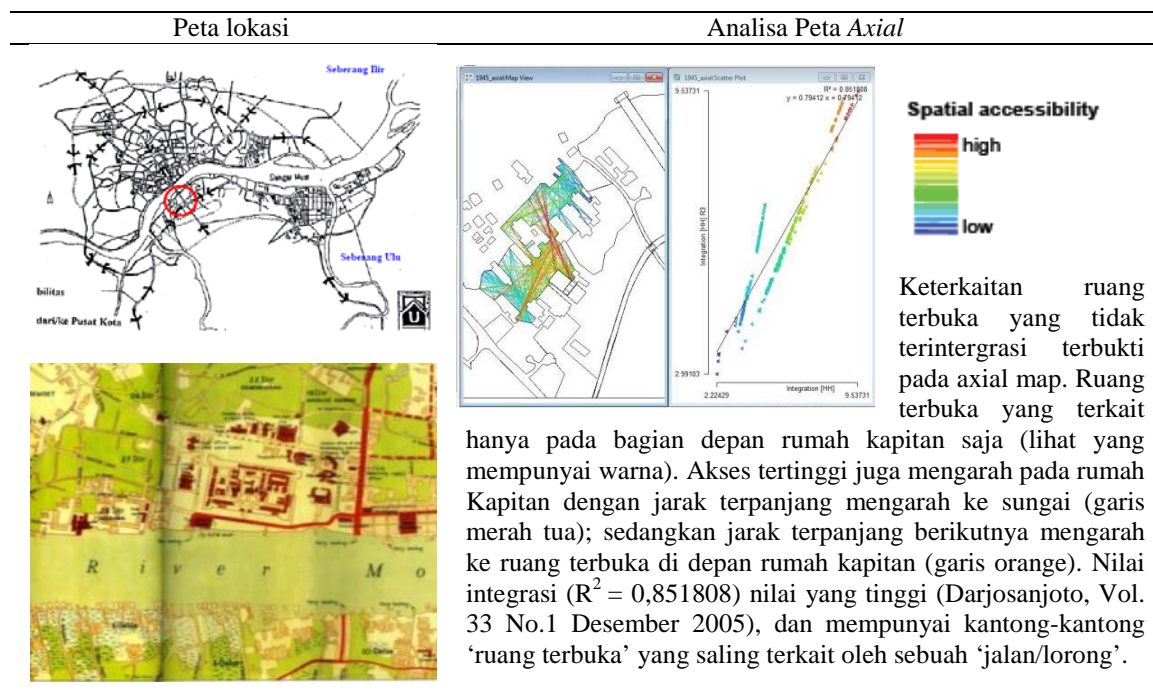 Peta lokasi
Analisa Peta Axial
Seberang Ilir
Sungai Musi
Seberang Ulu
bilitas
dari/ke Pusat Kota
U
R i v e r M o
1945_axial:Map View
1945_axial:Scatter Plot
9.53731
R² = 0.851808
y = 0.79412 x + 0.79412
Integration [HH] R3
2.99103
Integration [HH]
2.22429
9.53731
Spatial accessibility
high
low
Keterkaitan ruang
terbuka yang tidak
terintergrasi terbukti
pada axial map. Ruang
terbuka yang terkait
hanya pada bagian depan rumah kapitan saja (lihat yang
mempunyai warna). Akses tertinggi juga mengarah pada rumah
Kapitan dengan jarak terpanjang mengarah ke sungai (garis
merah tua); sedangkan jarak terpanjang berikutnya mengarah
ke ruang terbuka di depan rumah kapitan (garis orange). Nilai
integrasi (R² = 0,851808) nilai yang tinggi (Darjosanjoto, Vol.
33 No.1 Desember 2005), dan mempunyai kantong-kantong
‘ruang terbuka’ yang saling terkait oleh sebuah ‘jalan/lorong’.